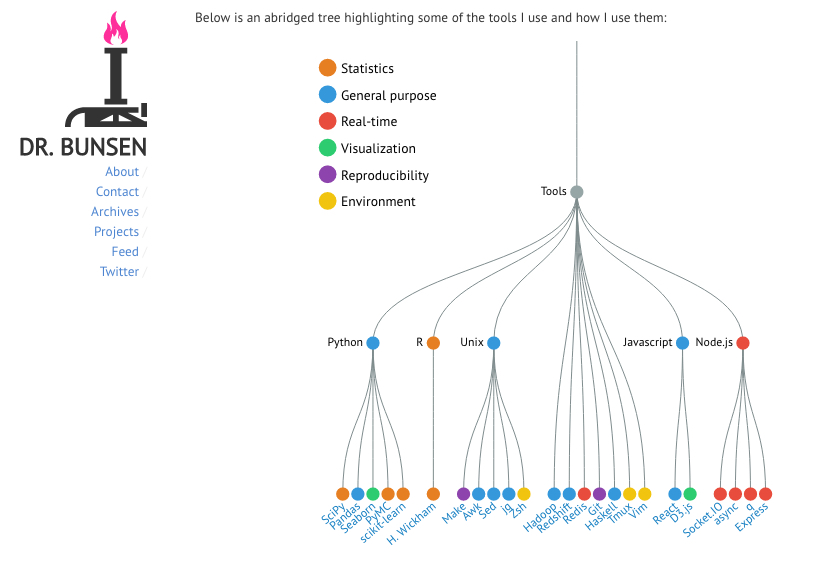 Below is an abridged tree highlighting some of the tools I use and how I use them:
DR. BUNSEN
About /
Contact /
Archives /
Projects /
Feed /
Twitter /
Statistics
General purpose
Real-time
Visualization
Reproducibility
Environment
Tools
Python
R
Unix
Javascript
Node.js
SciPy
Pandas
Seaborn
PyMC
scikit-learn
H. Wickham
Make
Awk
Sed
jq
Zsh
Hadoop
Redshift
Redis
Git
Haskell
Tmux
Vim
React
D3.js
Socket.IO
async
q
Express